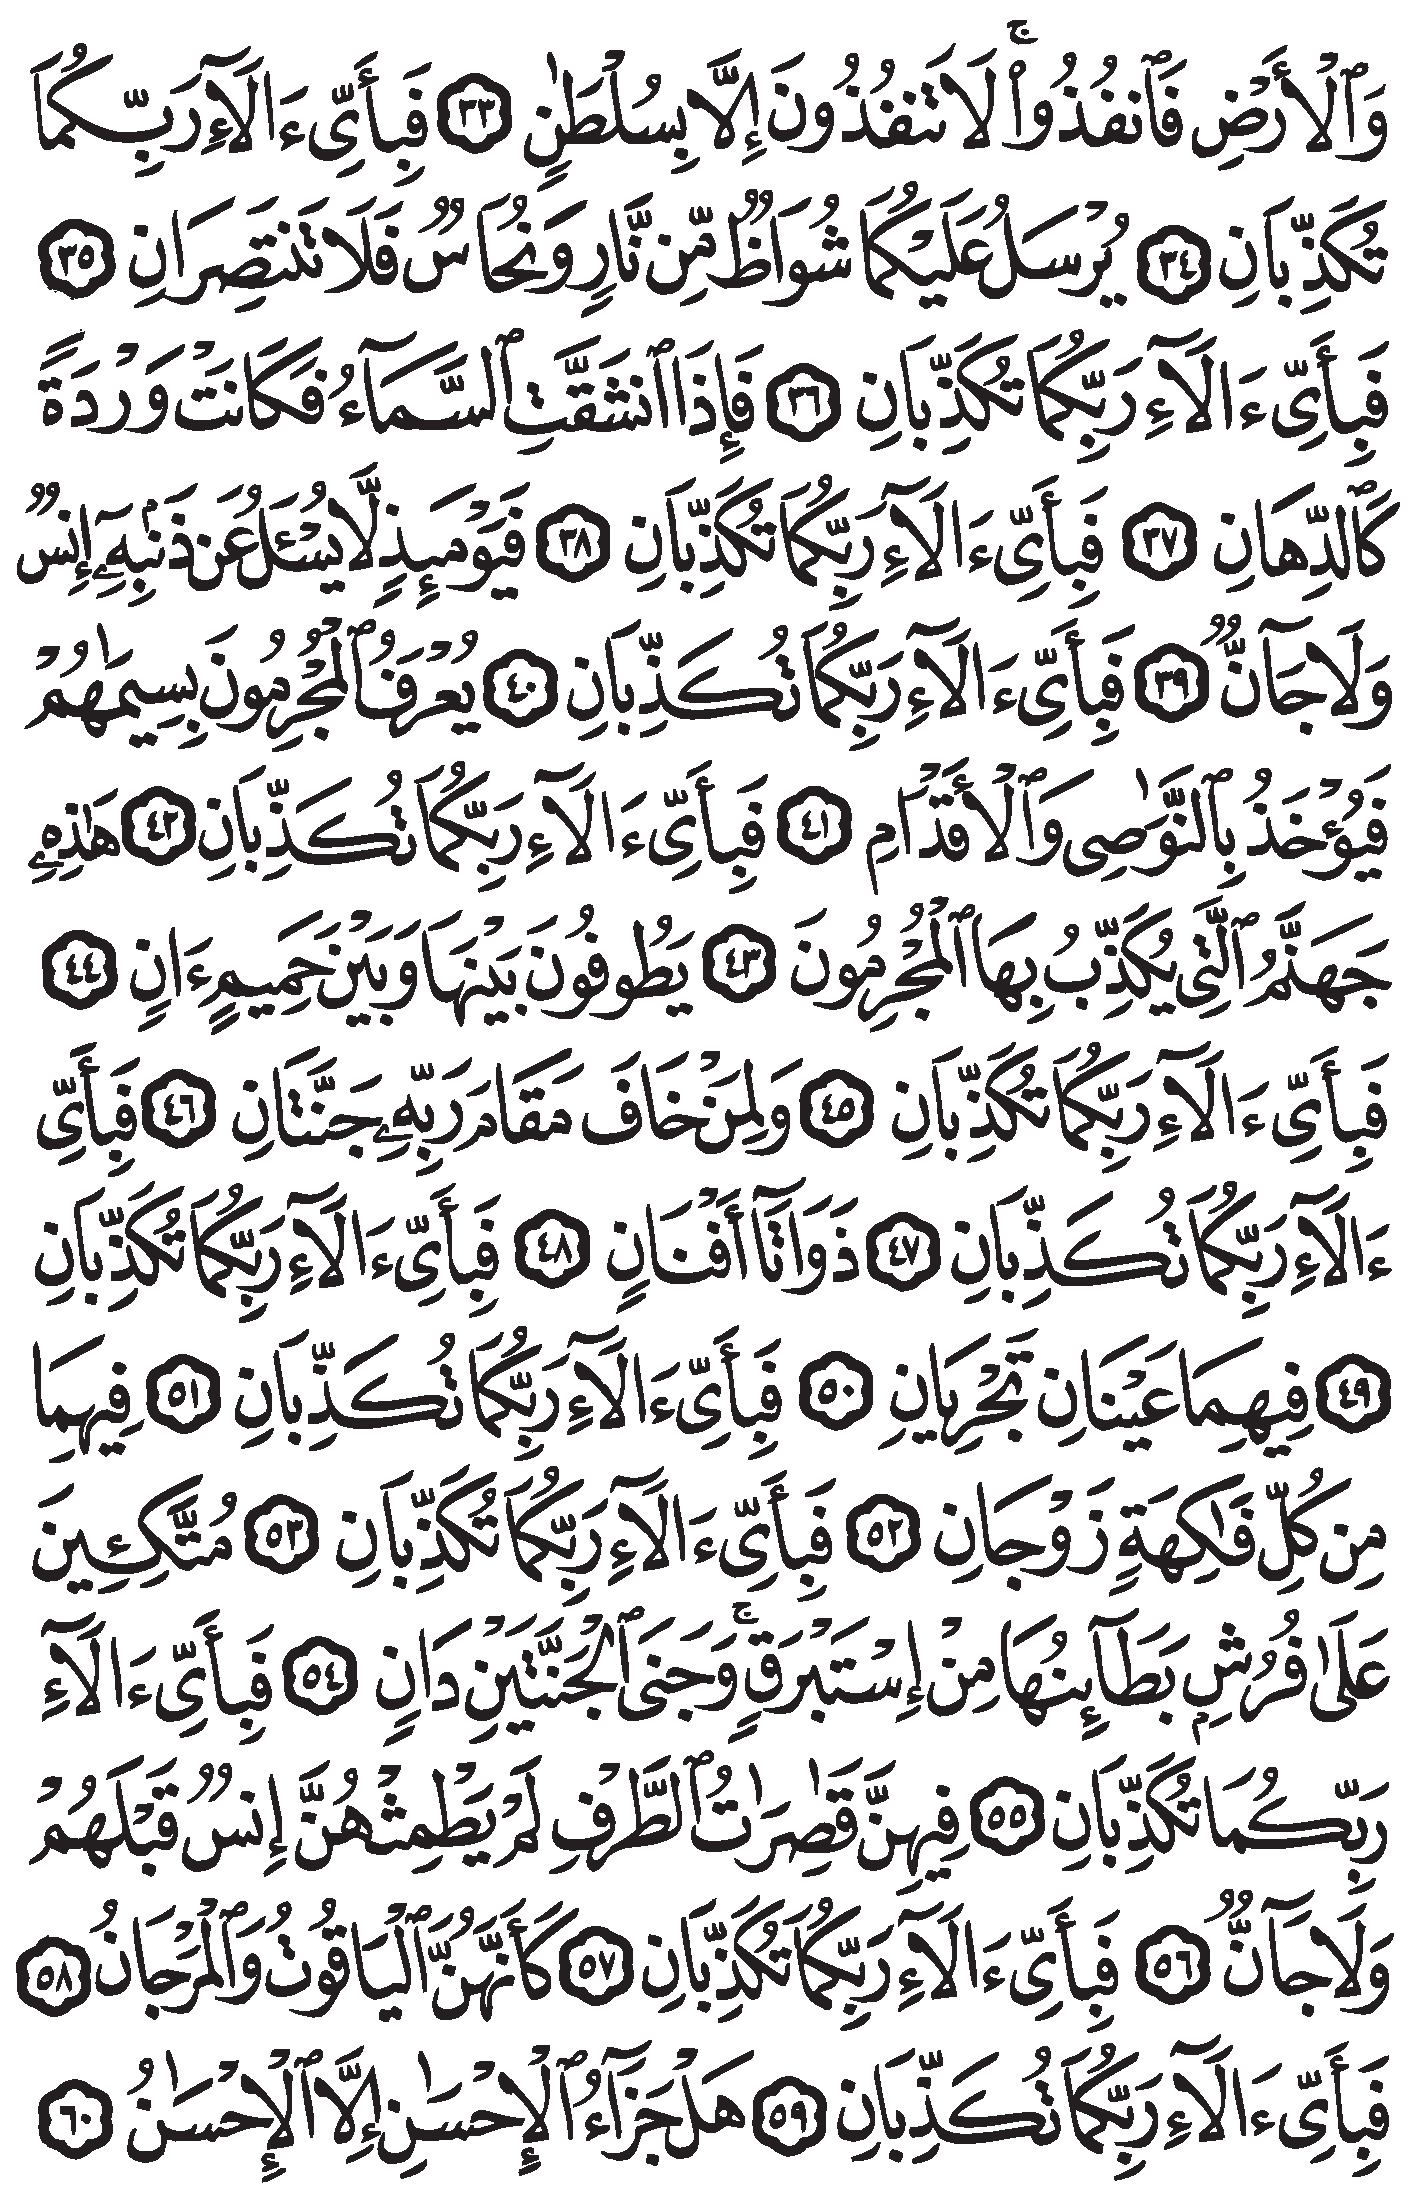 وَٱلْأَرْضِ فَٱنفُذُوا۟ ۚ لَا تَنفُذُونَ إِلَّا بِسُلْطَٰنٍ ٣٣ فَبِأَىِّ ءَالَآءِ رَبِّكُمَا
تُكَذِّبَانِ ٣٤ يُرْسَلُ عَلَيْكُمَا شُوَاظٌ مِّن نَّارٍ وَنُحَاسٌ فَلَا تَنتَصِرَانِ ٣٥
فَبِأَىِّ ءَالَآءِ رَبِّكُمَا تُكَذِّبَانِ ٣٦ فَإِذَا ٱنشَقَّتِ ٱلسَّمَآءُ فَكَانَتْ وَرْدَةً
كَٱلدِّهَانِ ٣٧ فَبِأَىِّ ءَالَآءِ رَبِّكُمَا تُكَذِّبَانِ ٣٨ فَيَوْمَئِذٍ لَّا يُسْـَٔلُ عَن ذَنۢبِهِۦٓ إِنسٌ
وَلَا جَآنٌّ ٣٩ فَبِأَىِّ ءَالَآءِ رَبِّكُمَا تُكَذِّبَانِ ٤٠ يُعْرَفُ ٱلْمُجْرِمُونَ بِسِيمَٰهُمْ
فَيُؤْخَذُ بِٱلنَّوَٰصِى وَٱلْأَقْدَامِ ٤١ فَبِأَىِّ ءَالَآءِ رَبِّكُمَا تُكَذِّبَانِ ٤٢ هَٰذِهِۦ
جَهَنَّمُ ٱلَّتِى يُكَذِّبُ بِهَا ٱلْمُجْرِمُونَ ٤٣ يَطُوفُونَ بَيْنَهَا وَبَيْنَ حَمِيمٍ ءَانٍ ٤٤
فَبِأَىِّ ءَالَآءِ رَبِّكُمَا تُكَذِّبَانِ ٤٥ وَلِمَنْ خَافَ مَقَامَ رَبِّهِۦ جَنَّتَانِ ٤٦ فَبِأَىِّ
ءَالَآءِ رَبِّكُمَا تُكَذِّبَانِ ٤٧ ذَوَاتَآ أَفْنَانٍ ٤٨ فَبِأَىِّ ءَالَآءِ رَبِّكُمَا تُكَذِّبَانِ
٤٩ فِيهِمَا عَيْنَانِ تَجْرِيَانِ ٥٠ فَبِأَىِّ ءَالَآءِ رَبِّكُمَا تُكَذِّبَانِ ٥١ فِيهِمَا
مِن كُلِّ فَٰكِهَةٍ زَوْجَانِ ٥٢ فَبِأَىِّ ءَالَآءِ رَبِّكُمَا تُكَذِّبَانِ ٥٣ مُتَّكِـِٔينَ
عَلَىٰ فُرُشٍۭ بَطَآئِنُهَا مِنْ إِسْتَبْرَقٍ ۚ وَجَنَى ٱلْجَنَّتَيْنِ دَانٍ ٥٤ فَبِأَىِّ ءَالَآءِ
رَبِّكُمَا تُكَذِّبَانِ ٥٥ فِيهِنَّ قَٰصِرَٰتُ ٱلطَّرْفِ لَمْ يَطْمِثْهُنَّ إِنسٌ قَبْلَهُمْ
وَلَا جَآنٌّ ٥٦ فَبِأَىِّ ءَالَآءِ رَبِّكُمَا تُكَذِّبَانِ ٥٧ كَأَنَّهُنَّ ٱلْيَاقُوتُ وَٱلْمَرْجَانُ ٥٨
فَبِأَىِّ ءَالَآءِ رَبِّكُمَا تُكَذِّبَانِ ٥٩ هَلْ جَزَآءُ ٱلْإِحْسَٰنِ إِلَّا ٱلْإِحْسَٰنُ ٦٠